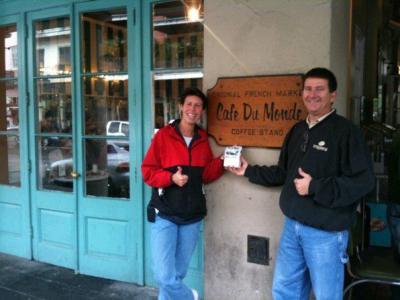 ORIGINAL FRENCH MARKET
Cafe Du Monde
COFFEE STAND